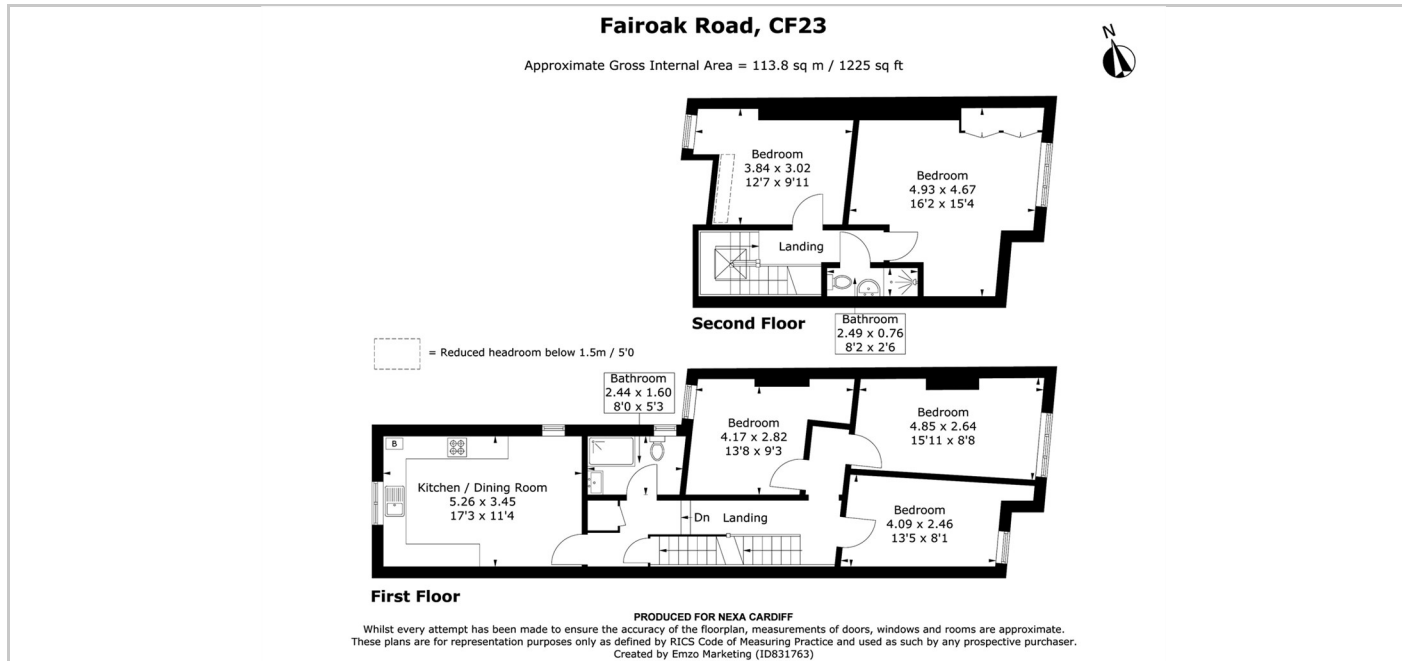 Fairoak Road, CF23
Approximate Gross Internal Area = 113.8 sq m / 1225 sq ft
N
Bedroom
3.84 x 3.02
12'7 x 9'11
Bedroom
4.93 x 4.67
16'2 x 15'4
Landing
Second Floor
Bathroom
2.49 x 0.76
8'2 x 2'6
= Reduced headroom below 1.5m / 5'0
Bathroom
2.44 x 1.60
8'0 x 5'3
B
Kitchen / Dining Room
5.26 x 3.45
17'3 x 11'4
Bedroom
4.17 x 2.82
13'8 x 9'3
Bedroom
4.85 x 2.64
15'11 x 8'8
Dn Landing
Bedroom
4.09 x 2.46
13'5 x 8'1
First Floor
PRODUCED FOR NEXA CARDIFF
Whilst every attempt has been made to ensure the accuracy of the floorplan, measurements of doors, windows and rooms are approximate.
These plans are for representation purposes only as defined by RICS Code of Measuring Practice and used as such by any prospective purchaser.
Created by Emzo Marketing (ID831763)